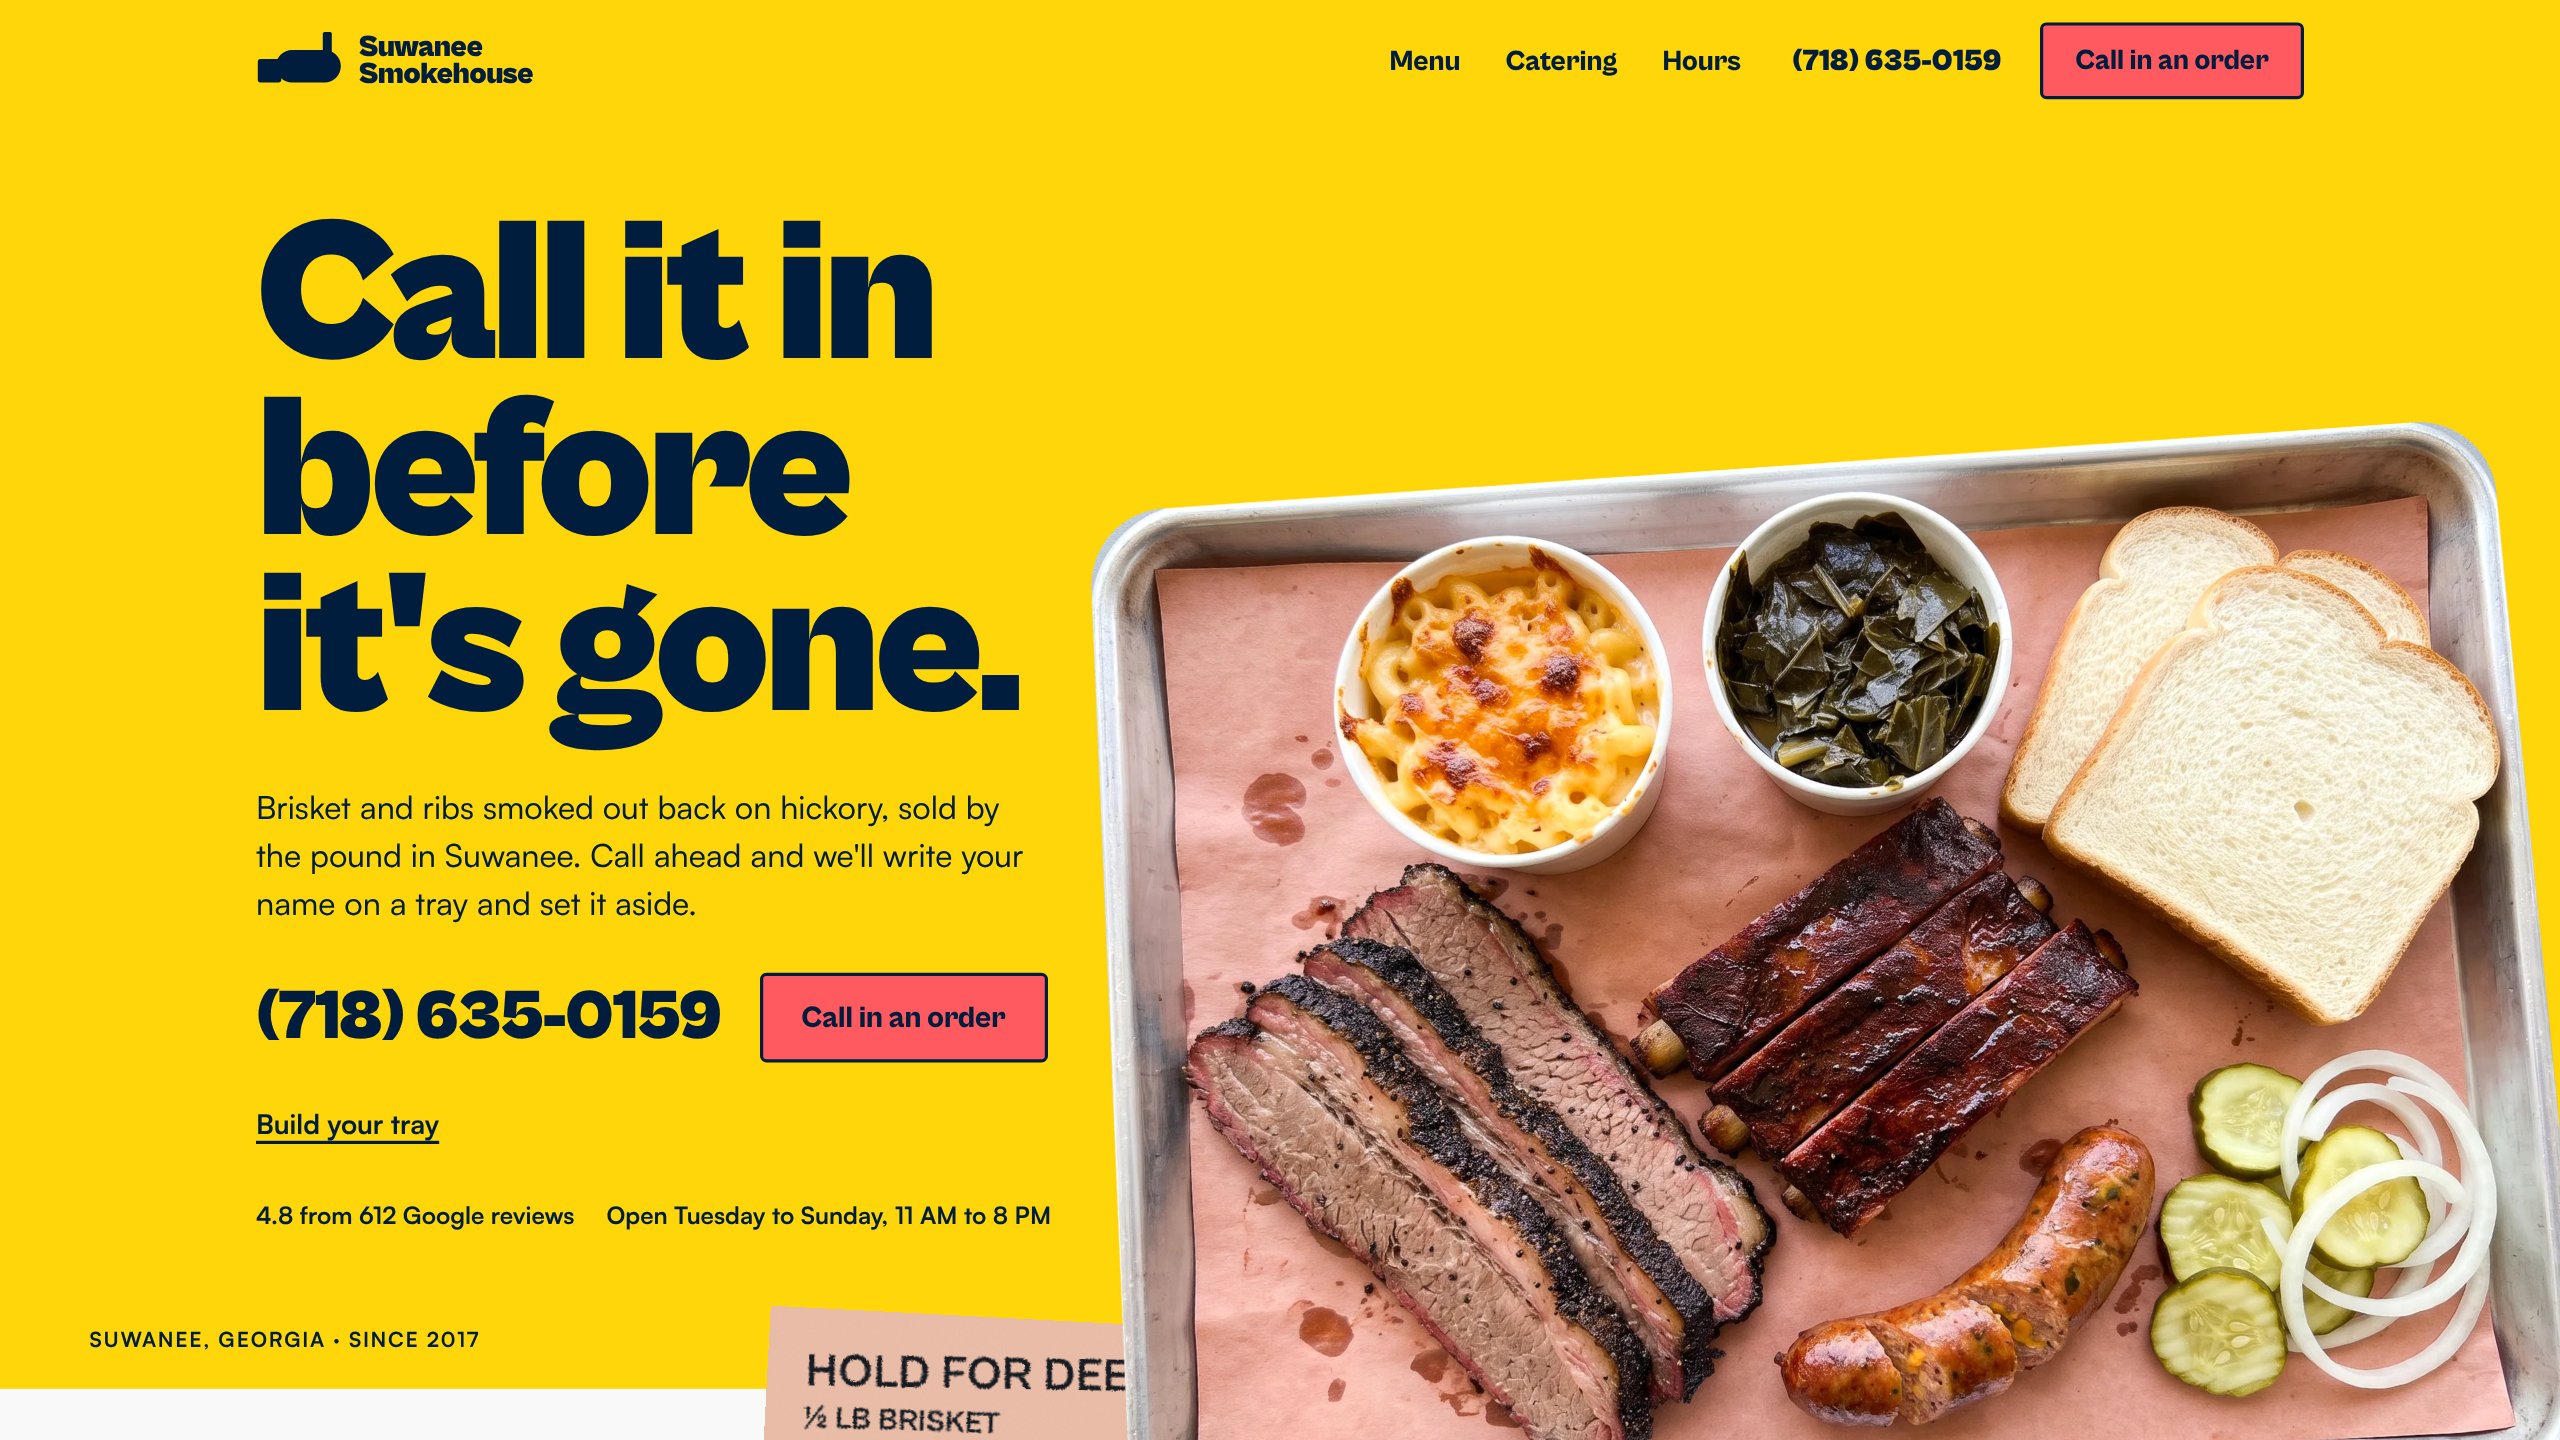 Suwanee
Smokehouse
Menu
Catering
Hours
(718) 635-0159
Call in an order
Call it in
before
it's gone.
Brisket and ribs smoked out back on hickory, sold by
the pound in Suwanee. Call ahead and we'll write your
name on a tray and set it aside.
(718) 635-0159
Call in an order
Build your tray
4.8 from 612 Google reviews
Open Tuesday to Sunday, 11 AM to 8 PM
SUWANEE, GEORGIA • SINCE 2017
HOLD FOR
½ LB BRISKET